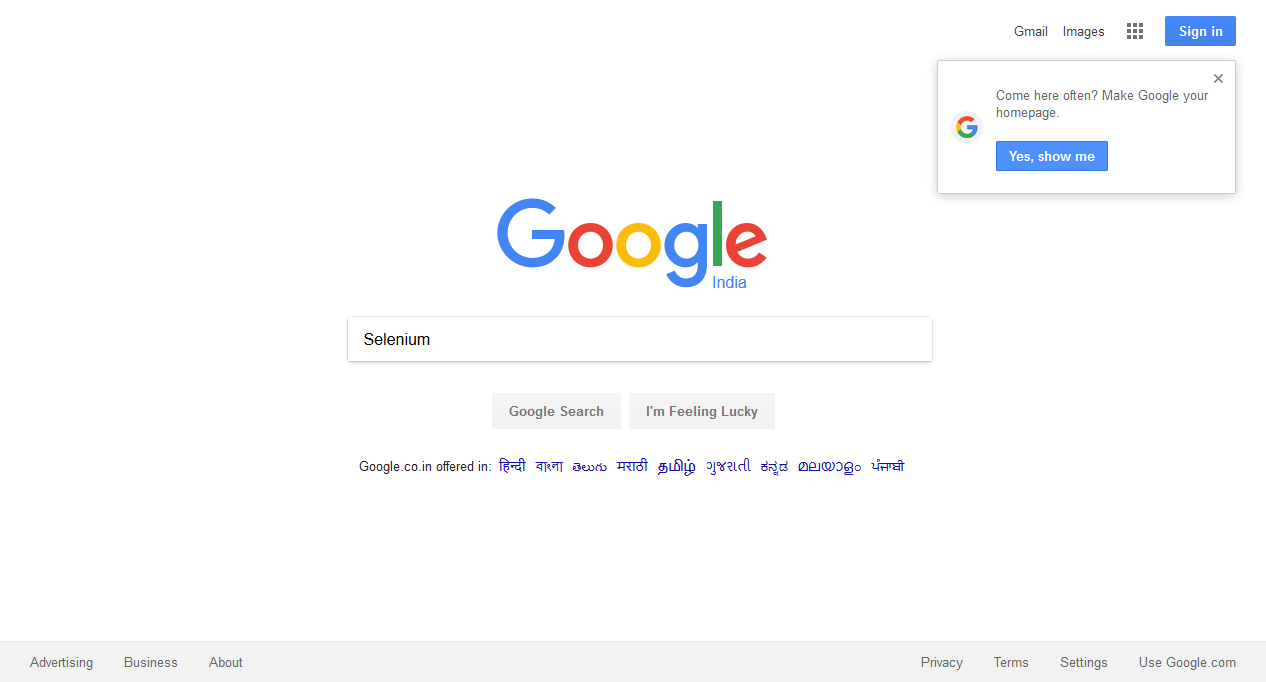 Gmail Images Sign in
Come here often? Make Google your
homepage.
Yes, show me
Google
India
Selenium
Google Search I'm Feeling Lucky
Google.co.in offered in: हिन्दी বাংলা తెలుగు मराठी தமிழ் ગુજરાતી ಕನ್ನಡ മലയാളം ਪੰਜਾਬੀ
Advertising Business About Privacy Terms Settings Use Google.com